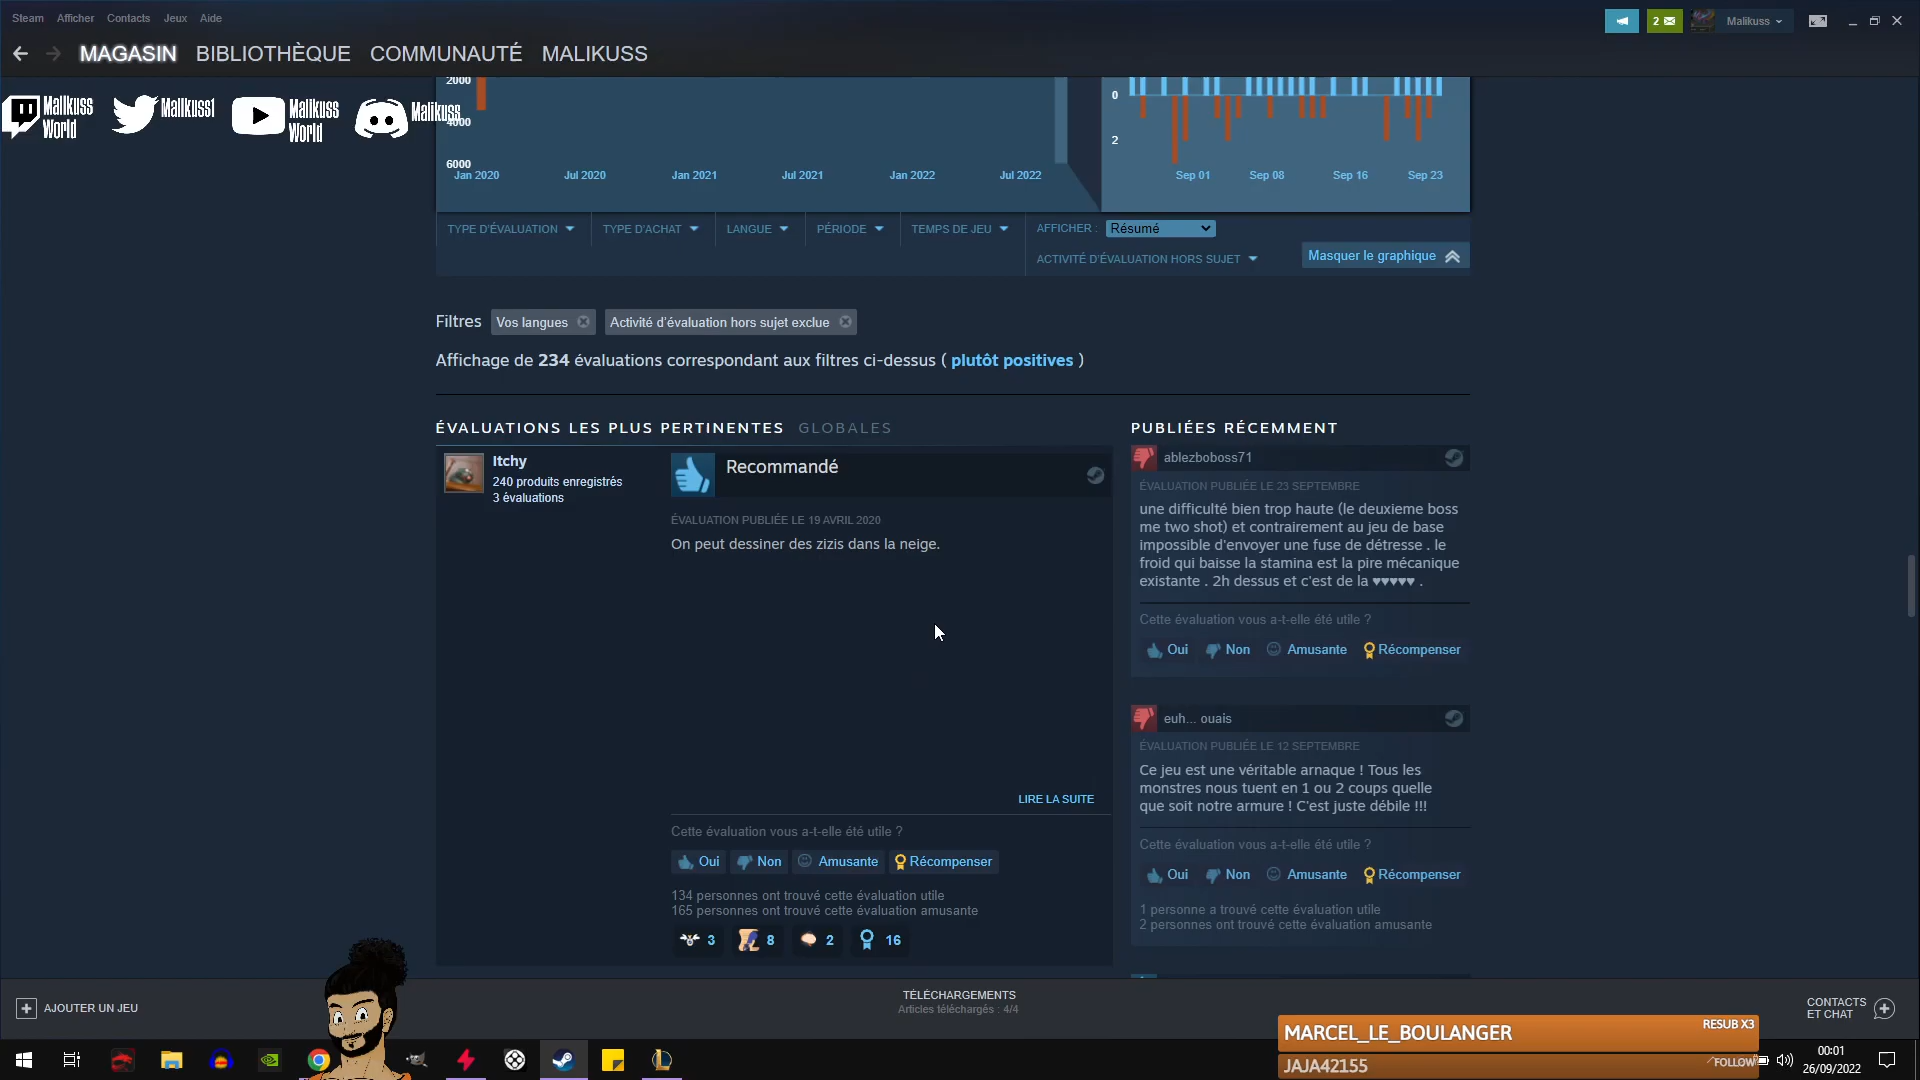 Steam Afficher Contacts Jeux Aide
2
Malikuss
MAGASIN BIBLIOTHÈQUE COMMUNAUTÉ MALIKUSS
Malikuss World
Malikuss1
Malikuss World
Malikuss
2000
4000
6000
Jan 2020 Jul 2020 Jan 2021 Jul 2021 Jan 2022 Jul 2022
0
2
Sep 01 Sep 08 Sep 16 Sep 23
TYPE D'ÉVALUATION TYPE D'ACHAT LANGUE PÉRIODE TEMPS DE JEU AFFICHER : Résumé
ACTIVITÉ D'ÉVALUATION HORS SUJET
Masquer le graphique
Filtres Vos langues Activité d'évaluation hors sujet exclue
Affichage de 234 évaluations correspondant aux filtres ci-dessus ( plutôt positives )
ÉVALUATIONS LES PLUS PERTINENTES GLOBALES
Itchy
240 produits enregistrés
3 évaluations
Recommandé
ÉVALUATION PUBLIÉE LE 19 AVRIL 2020
On peut dessiner des zizis dans la neige.
LIRE LA SUITE
Cette évaluation vous a-t-elle été utile ?
Oui Non Amusante Récompenser
134 personnes ont trouvé cette évaluation utile
165 personnes ont trouvé cette évaluation amusante
3 8 2 16
PUBLIÉES RÉCEMMENT
ablezboboss71
ÉVALUATION PUBLIÉE LE 23 SEPTEMBRE
une difficulté bien trop haute (le deuxieme boss
me two shot) et contrairement au jeu de base
impossible d'envoyer une fuse de détresse . le
froid qui baisse la stamina est la pire mécanique
existante . 2h dessus et c'est de la ♥♥♥♥♥ .
Cette évaluation vous a-t-elle été utile ?
Oui Non Amusante Récompenser
euh... ouais
ÉVALUATION PUBLIÉE LE 12 SEPTEMBRE
Ce jeu est une véritable arnaque ! Tous les
monstres nous tuent en 1 ou 2 coups quelle
que soit notre armure ! C'est juste débile !!!
Cette évaluation vous a-t-elle été utile ?
Oui Non Amusante Récompenser
1 personne a trouvé cette évaluation utile
2 personnes ont trouvé cette évaluation amusante
AJOUTER UN JEU
TÉLÉCHARGEMENTS
Articles téléchargés : 4/4
CONTACTS
ET CHAT
MARCEL_LE_BOULANGER RESUB X3
JAJA42155 FOLLOW
00:01
26/09/2022